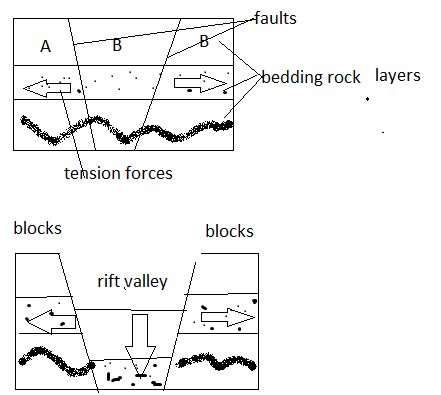 faults
A
B
B
bedding rock layers
tension forces
blocks
blocks
rift valley